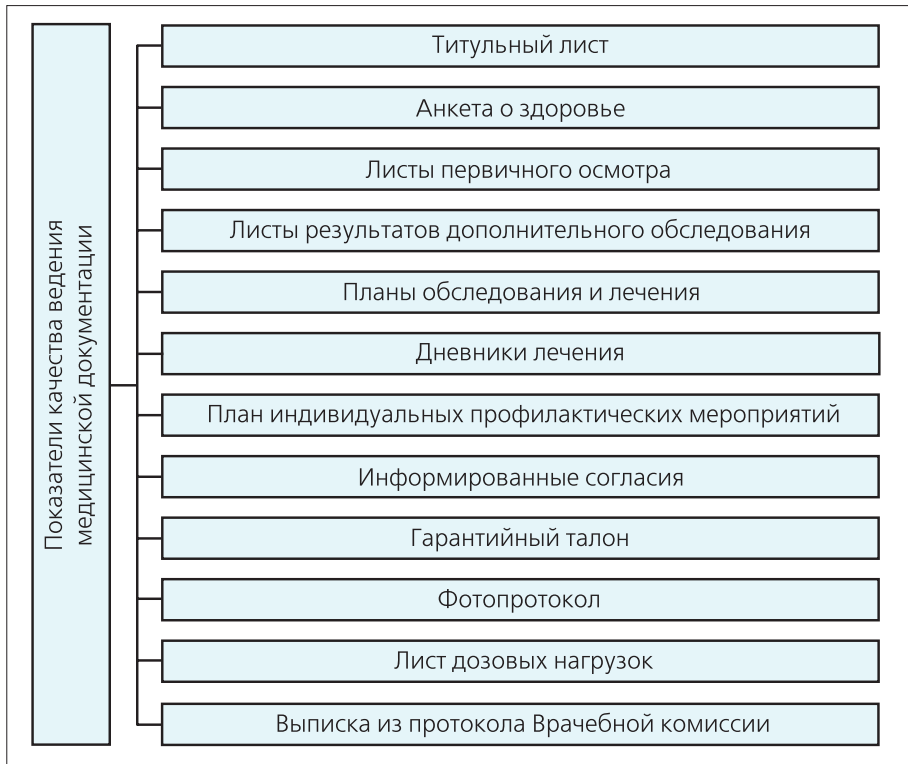 Показатели качества ведения
медицинской документации
Титульный лист
Анкета о здоровье
Листы первичного осмотра
Листы результатов дополнительного обследования
Планы обследования и лечения
Дневники лечения
План индивидуальных профилактических мероприятий
Информированные согласия
Гарантийный талон
Фотопротокол
Лист дозовых нагрузок
Выписка из протокола Врачебной комиссии